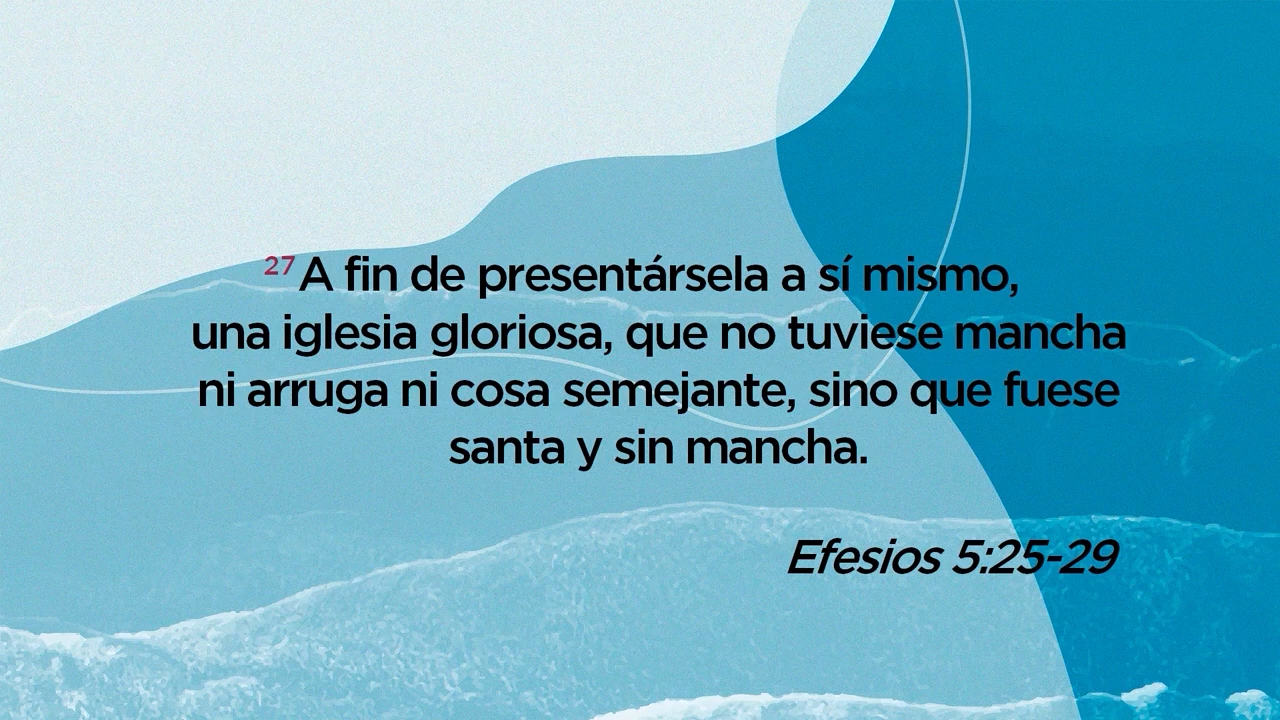 27 A fin de presentársela a sí mismo,
una iglesia gloriosa, que no tuviese mancha
ni arruga ni cosa semejante, sino que fuese
santa y sin mancha.
Efesios 5:25-29